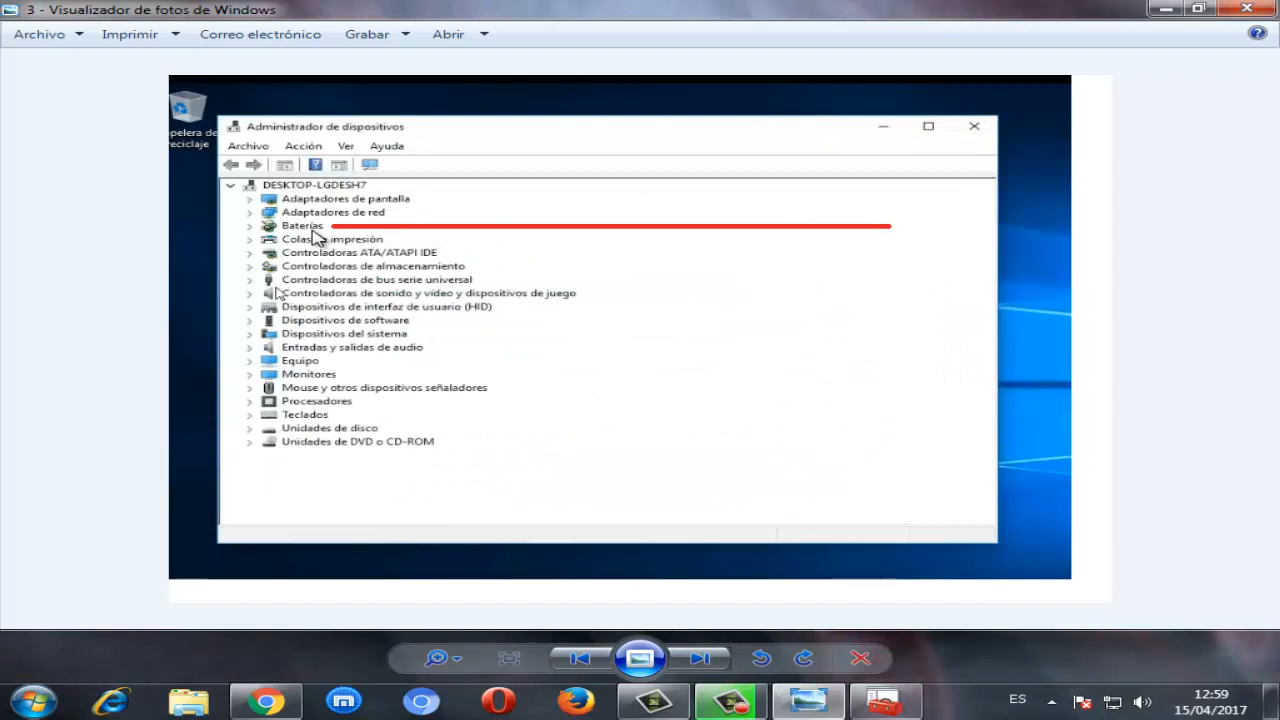 3 - Visualizador de fotos de Windows
Archivo Imprimir Correo electrónico Grabar Abrir
pelera de
reciclaje
Administrador de dispositivos
Archivo Acción Ver Ayuda
DESKTOP-LGDESH7
Adaptadores de pantalla
Adaptadores de red
Baterías
Colas impresión
Controladoras ATA/ATAPI IDE
Controladoras de almacenamiento
Controladoras de bus serie universal
Controladoras de sonido y vídeo y dispositivos de juego
Dispositivos de interfaz de usuario (HID)
Dispositivos de software
Dispositivos del sistema
Entradas y salidas de audio
Equipo
Monitores
Mouse y otros dispositivos señaladores
Procesadores
Teclados
Unidades de disco
Unidades de DVD o CD-ROM
ES
12:59
15/04/2017